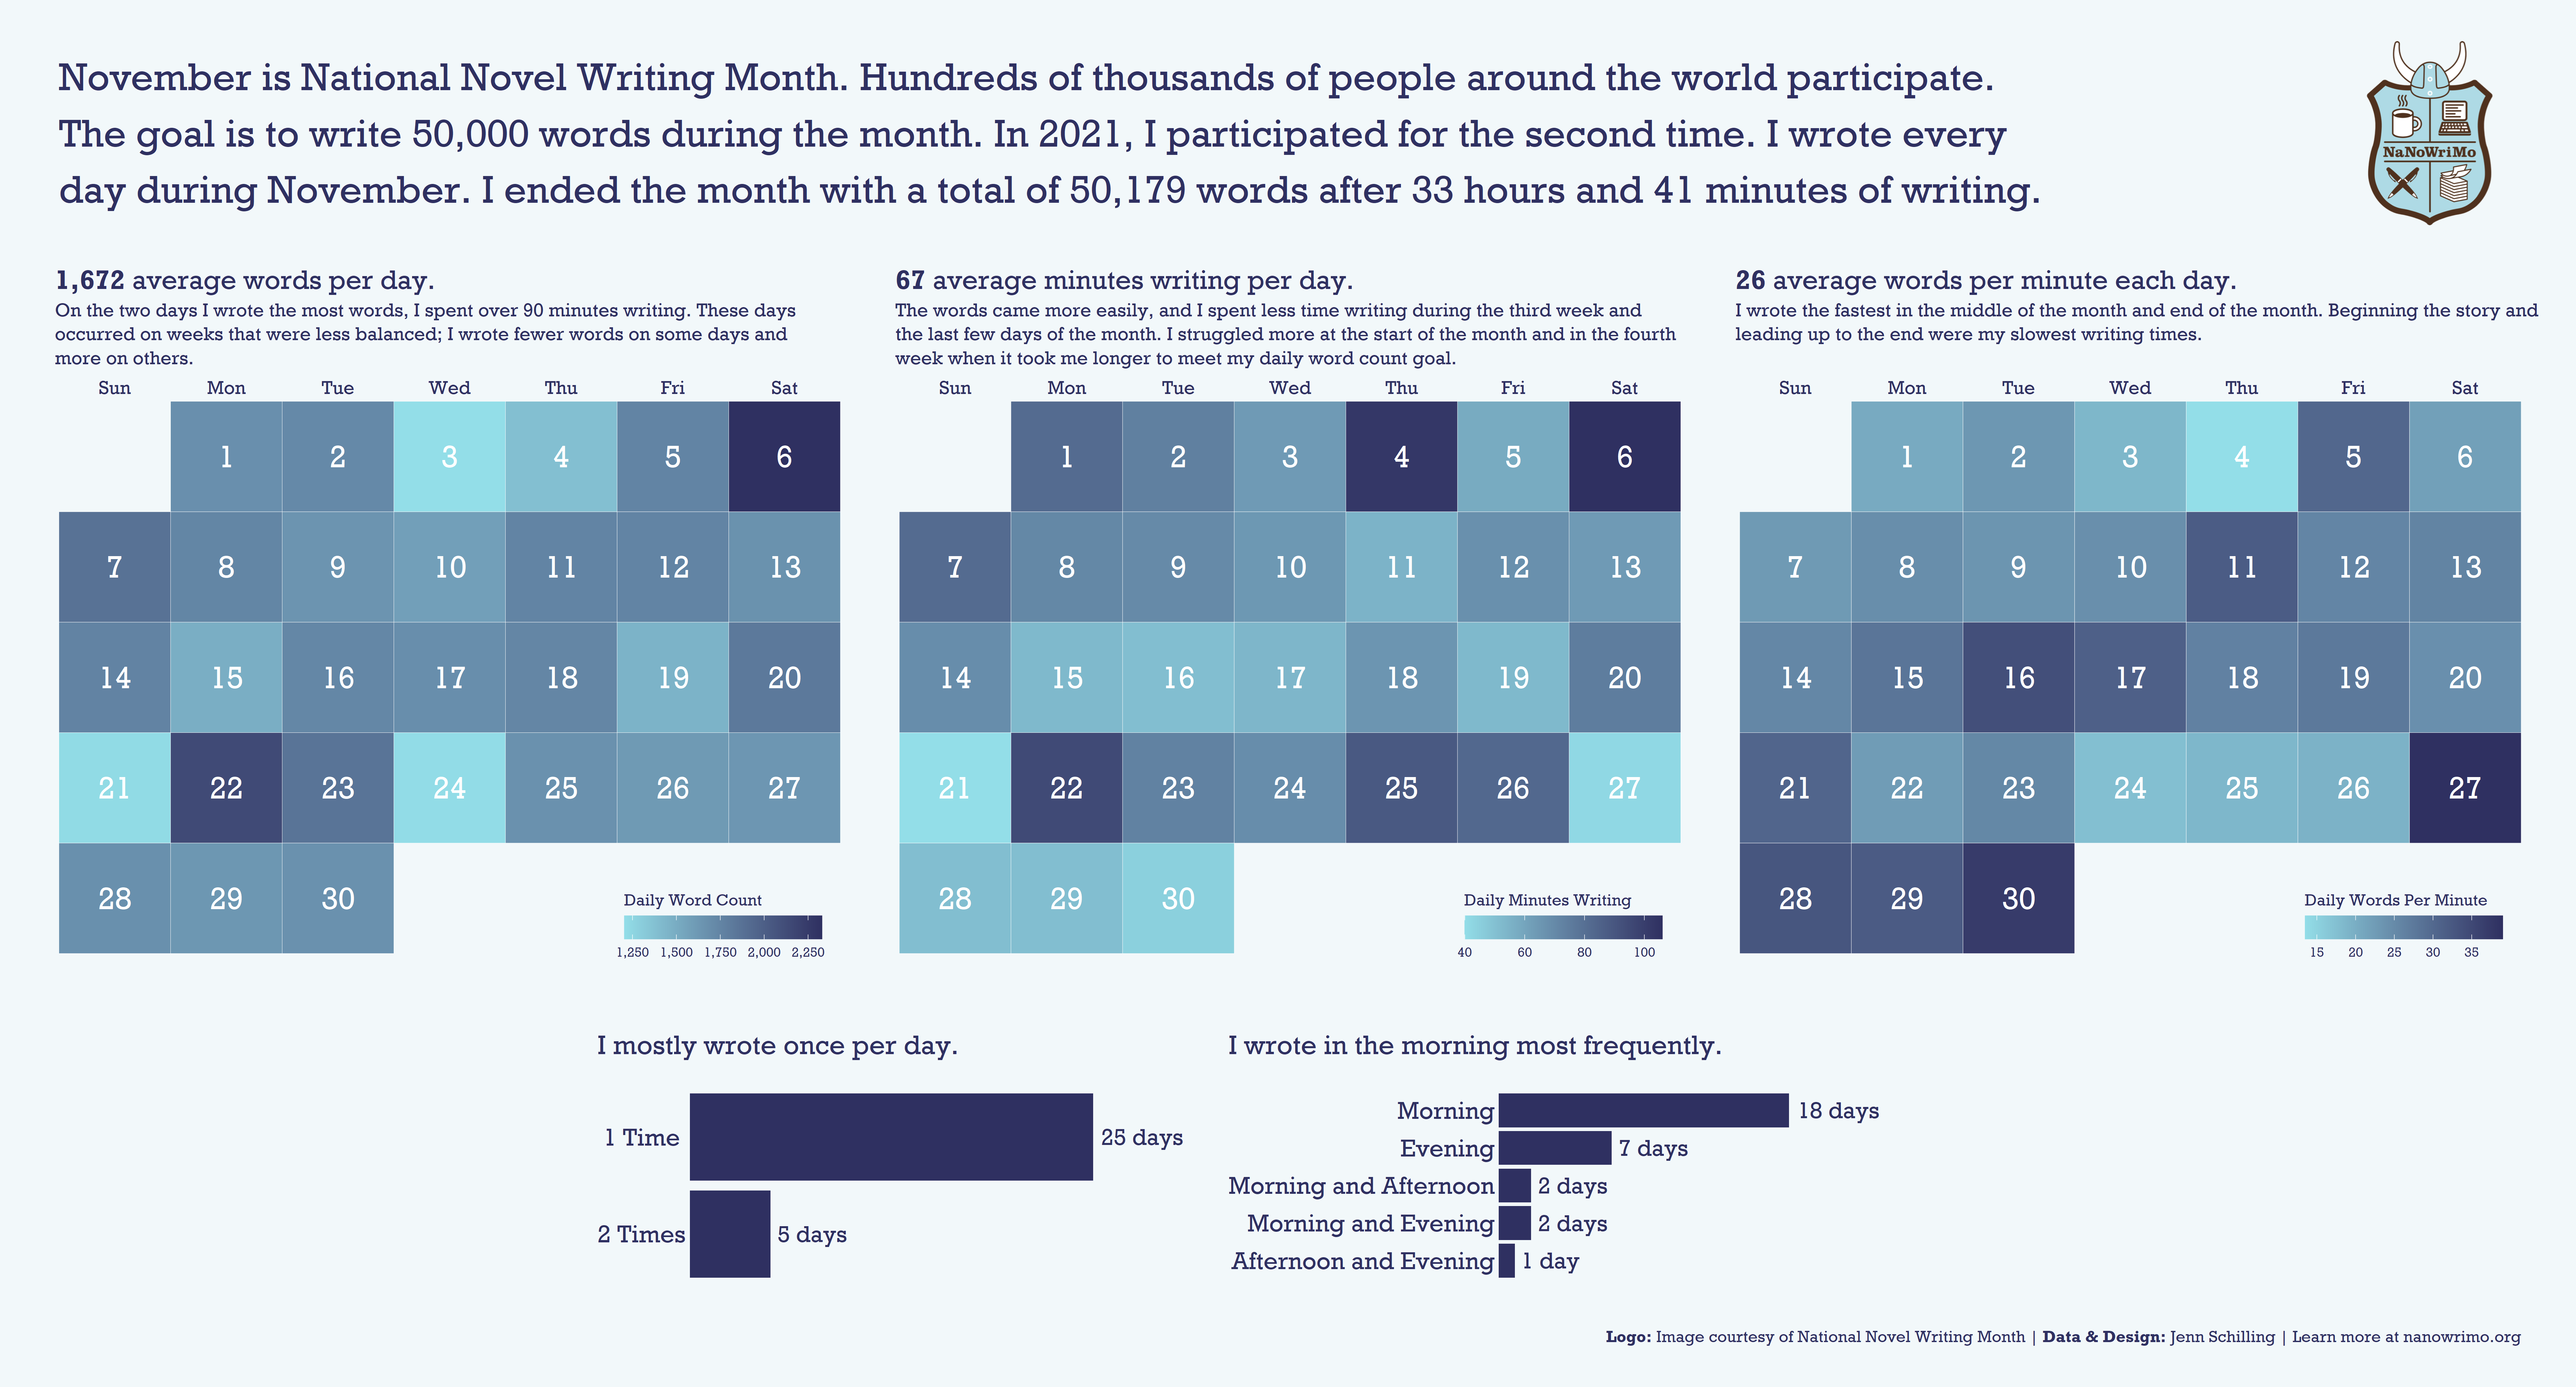 November is National Novel Writing Month. Hundreds of thousands of people around the world participate.
The goal is to write 50,000 words during the month. In 2021, I participated for the second time. I wrote every
day during November. I ended the month with a total of 50,179 words after 33 hours and 41 minutes of writing.
NaNoWriMo
1,672 average words per day.
On the two days I wrote the most words, I spent over 90 minutes writing. These days
occurred on weeks that were less balanced; I wrote fewer words on some days and
more on others.
Sun Mon Tue Wed Thu Fri Sat
1 2 3 4 5 6
7 8 9 10 11 12 13
14 15 16 17 18 19 20
21 22 23 24 25 26 27
28 29 30
Daily Word Count
1,250 1,500 1,750 2,000 2,250
67 average minutes writing per day.
The words came more easily, and I spent less time writing during the third week and
the last few days of the month. I struggled more at the start of the month and in the fourth
week when it took me longer to meet my daily word count goal.
Sun Mon Tue Wed Thu Fri Sat
1 2 3 4 5 6
7 8 9 10 11 12 13
14 15 16 17 18 19 20
21 22 23 24 25 26 27
28 29 30
Daily Minutes Writing
40 60 80 100
26 average words per minute each day.
I wrote the fastest in the middle of the month and end of the month. Beginning the story and
leading up to the end were my slowest writing times.
Sun Mon Tue Wed Thu Fri Sat
1 2 3 4 5 6
7 8 9 10 11 12 13
14 15 16 17 18 19 20
21 22 23 24 25 26 27
28 29 30
Daily Words Per Minute
15 20 25 30 35
I mostly wrote once per day.
1 Time 25 days
2 Times 5 days
I wrote in the morning most frequently.
Morning 18 days
Evening 7 days
Morning and Afternoon 2 days
Morning and Evening 2 days
Afternoon and Evening 1 day
Logo: Image courtesy of National Novel Writing Month | Data & Design: Jenn Schilling | Learn more at nanowrimo.org